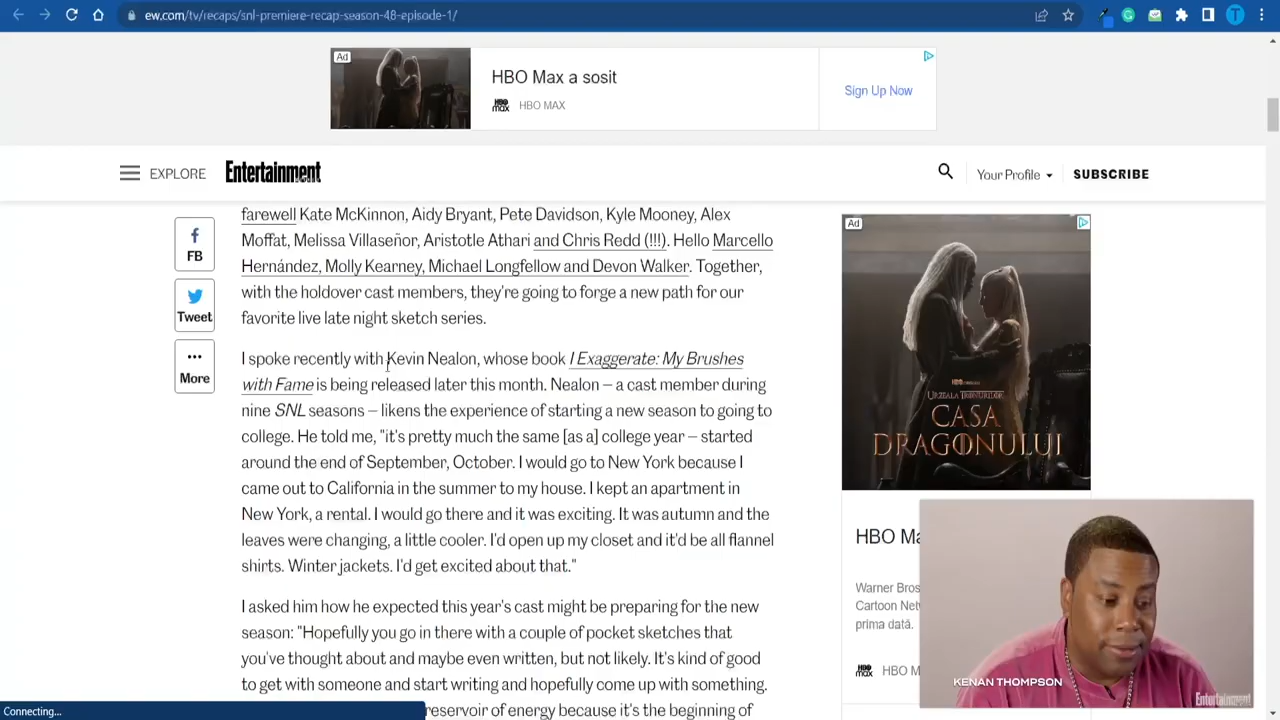 ew.com/tv/recaps/snl-premiere-recap-season-48-episode-1/
T
Ad
HBO Max a sosit
HBO max
HBO MAX
Sign Up Now
EXPLORE
Entertainment
Your Profile
SUBSCRIBE
FB
Tweet
More
farewell Kate McKinnon, Aidy Bryant, Pete Davidson, Kyle Mooney, Alex
Moffat, Melissa Villaseñor, Aristotle Athari and Chris Redd (!!!). Hello Marcello
Hernández, Molly Kearney, Michael Longfellow and Devon Walker. Together,
with the holdover cast members, they're going to forge a new path for our
favorite live late night sketch series.
I spoke recently with Kevin Nealon, whose book I Exaggerate: My Brushes
with Fame is being released later this month. Nealon — a cast member during
nine SNL seasons — likens the experience of starting a new season to going to
college. He told me, "it's pretty much the same [as a] college year — started
around the end of September, October. I would go to New York because I
came out to California in the summer to my house. I kept an apartment in
New York, a rental. I would go there and it was exciting. It was autumn and the
leaves were changing, a little cooler. I'd open up my closet and it'd be all flannel
shirts. Winter jackets. I'd get excited about that."
I asked him how he expected this year's cast might be preparing for the new
season: "Hopefully you go in there with a couple of pocket sketches that
you've thought about and maybe even written, but not likely. It's kind of good
to get with someone and start writing and hopefully come up with something.
reservoir of energy because it's the beginning of
Ad
HBO
URZEALA TRONURILOR
CASA
DRAGONULUI
HBO Ma
Warner Bros
Cartoon Net
prima dată.
HBO max
HBO M
KENAN THOMPSON
Entertainment
Connecting...